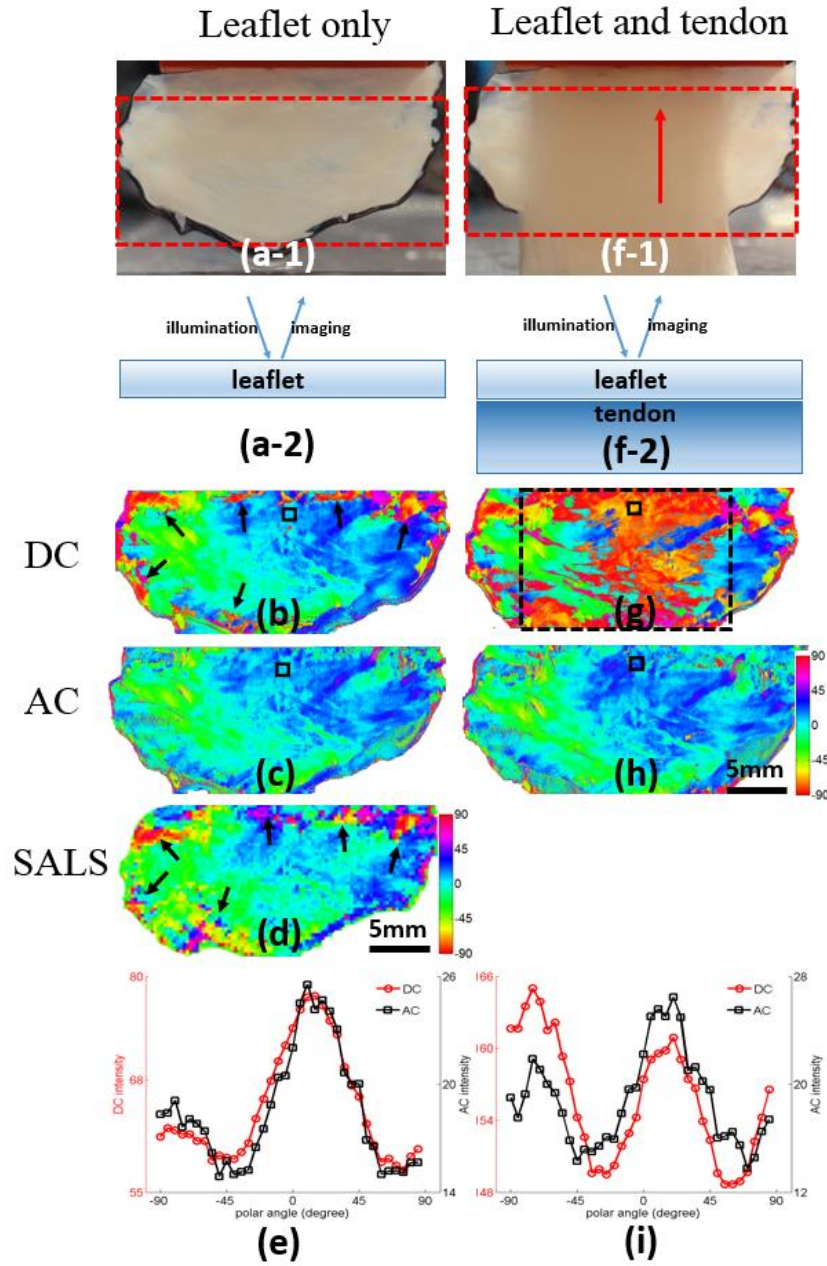 Leaflet only Leaflet and tendon
(a-1) (f-1)
illumination imaging illumination imaging
leaflet leaflet
tendon
(a-2) (f-2)
DC
(b) (g)
AC
90
45
0
-45
-90
(c) (h)
5mm
SALS
90
45
0
-45
-90
(d)
5mm
80
68
55
DC intensity
26
20
14
AC intensity
DC
AC
-90 -45 0 45 90
polar angle (degree)
(e)
166
160
154
148
DC intensity
28
20
12
AC intensity
DC
AC
-90 -45 0 45 90
polar angle (degree)
(i)